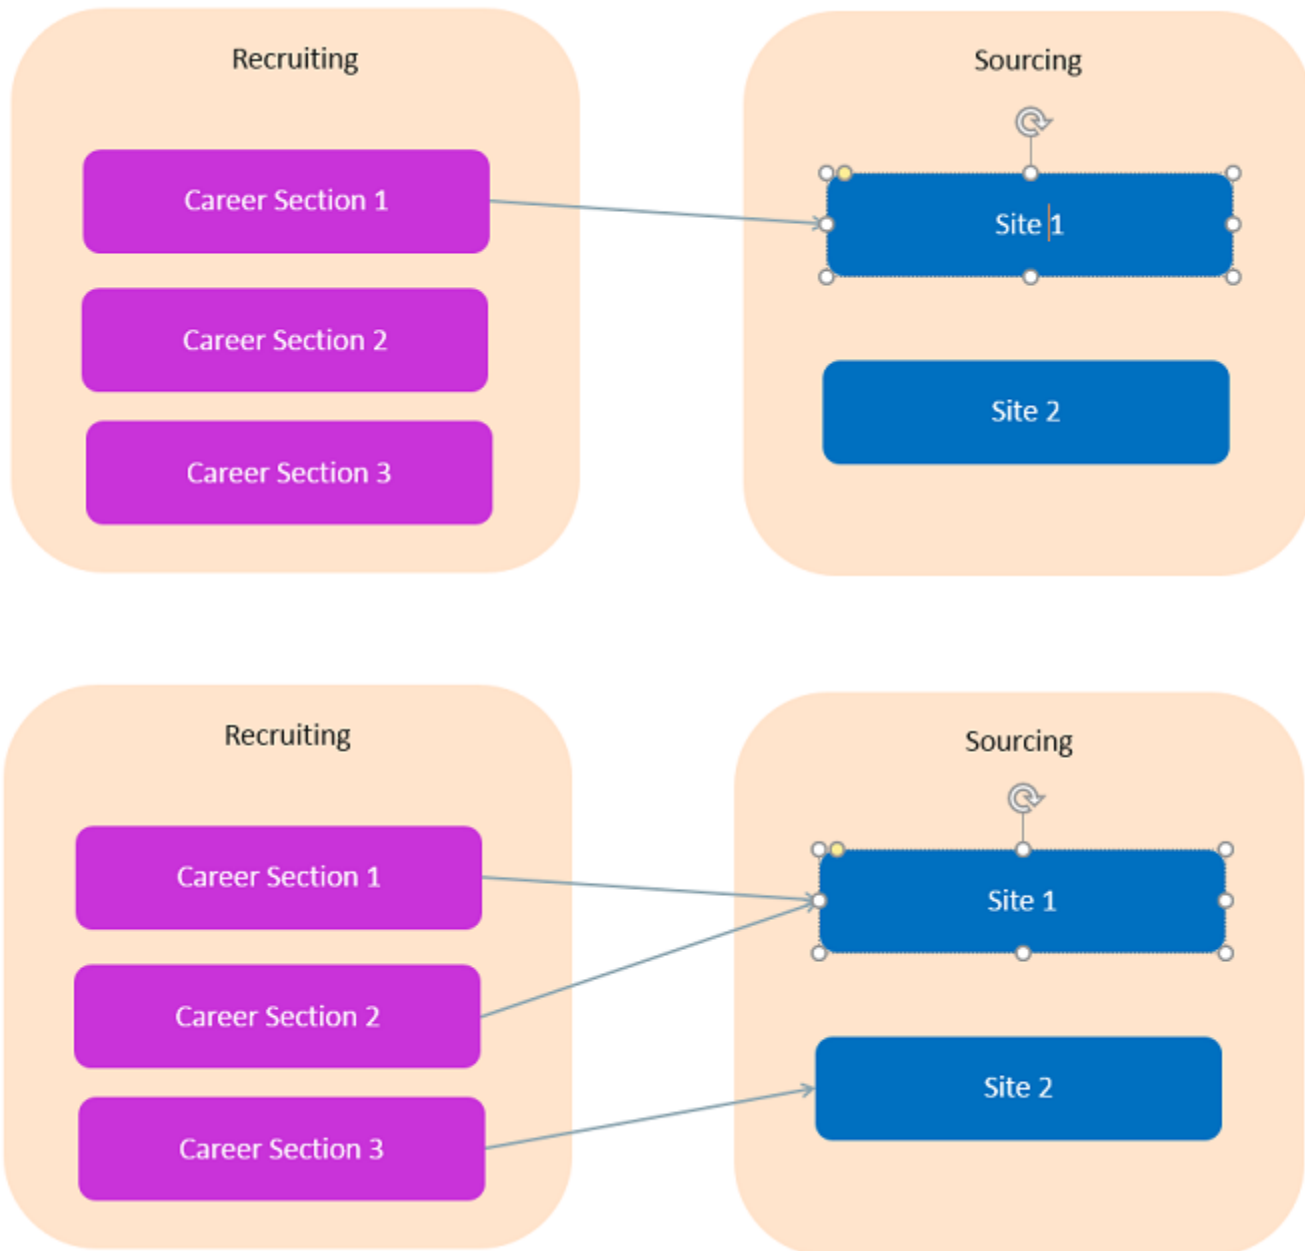 Recruiting
Career Section 1
Career Section 2
Career Section 3
Sourcing
Site 1
Site 2
Recruiting
Career Section 1
Career Section 2
Career Section 3
Sourcing
Site 1
Site 2